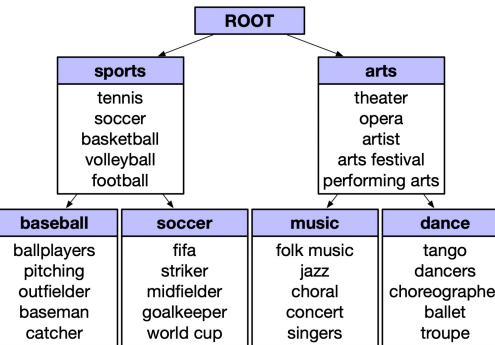 ROOT
sports
tennis
soccer
basketball
volleyball
football
arts
theater
opera
artist
arts festival
performing arts
baseball
ballplayers
pitching
outfielder
baseman
catcher
soccer
fifa
striker
midfielder
goalkeeper
world cup
music
folk music
jazz
choral
concert
singers
dance
tango
dancers
choreographe
ballet
troupe